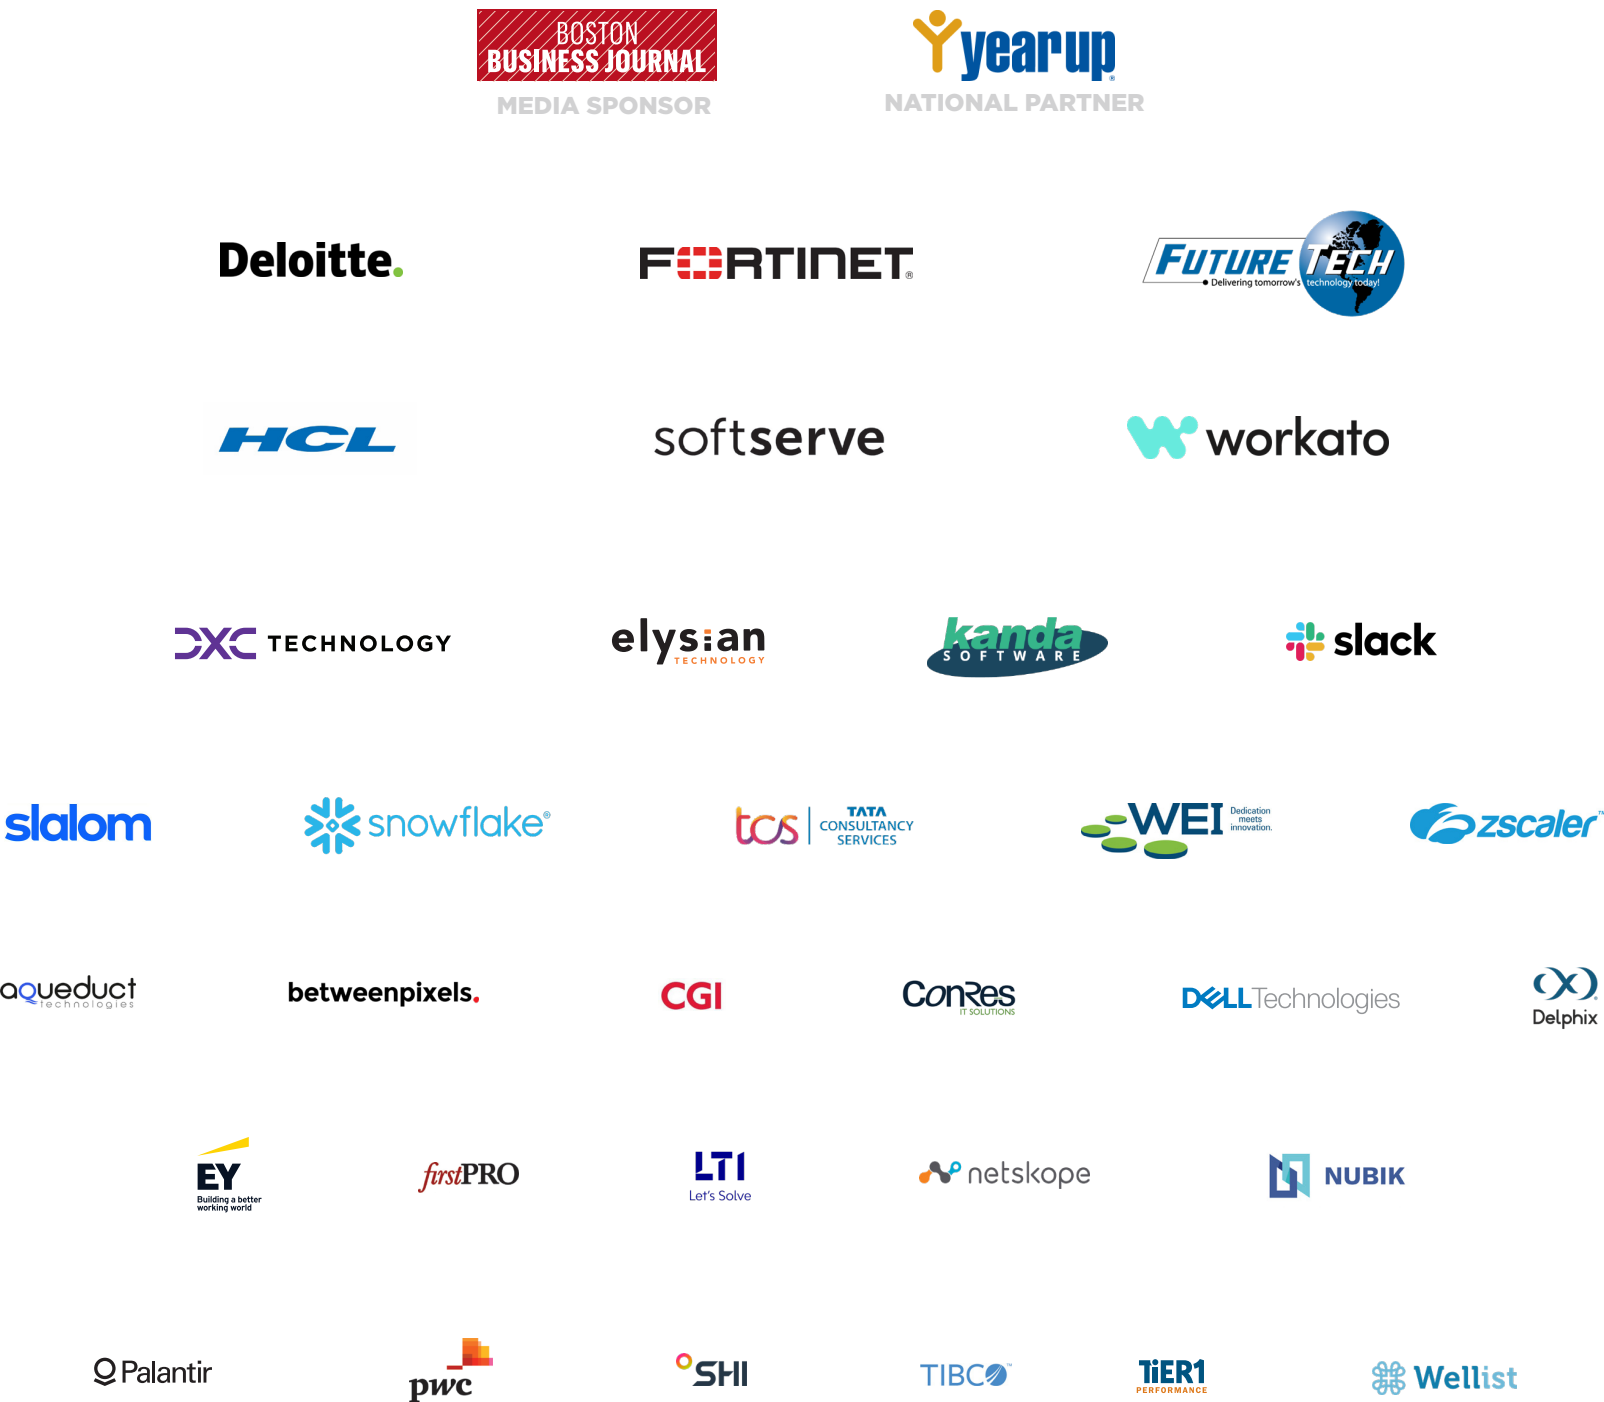 BOSTON
BUSINESS JOURNAL
MEDIA SPONSOR
yearup®
NATIONAL PARTNER
Deloitte.
FORTINET®
FUTURE TECH
Delivering tomorrow's technology today!
HCL
softserve
workato
DXC TECHNOLOGY
elysian
TECHNOLOGY
kanda
SOFTWARE
slack
slalom
snowflake®
tcs
TATA
CONSULTANCY
SERVICES
WEI
Dedication
meets
innovation.
zscaler™
aqueduct
technologies
betweenpixels.
CGI
ConRes
IT SOLUTIONS
DELLTechnologies
Delphix
EY
Building a better
working world
firstPRO
LTI
Let's Solve
netskope
NUBIK
Palantir
pwc
SHI
TIBCO™
TiER1
PERFORMANCE
Wellist